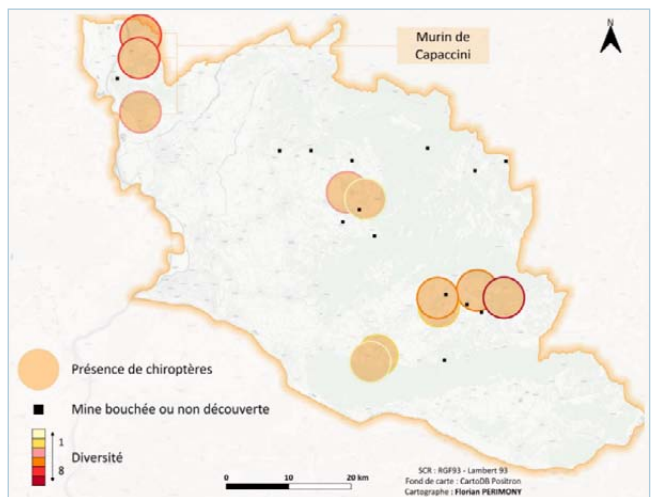 N
Murin de
Capaccini
Présence de chiroptères
Mine bouchée ou non découverte
1
Diversité
8
0 10 20 km
SCR : RGF93 - Lambert 93
Fond de carte : CartoDB Positron
Cartographe : Florian PERIMONY